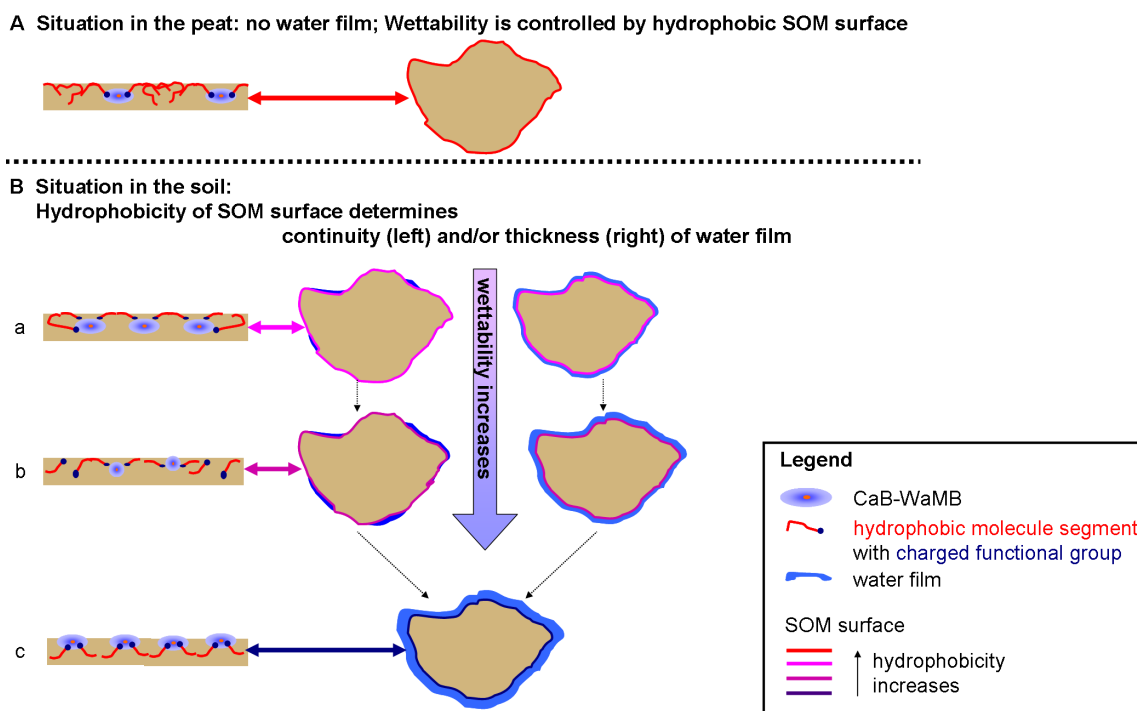 A Situation in the peat: no water film; Wettability is controlled by hydrophobic SOM surface
B Situation in the soil:
Hydrophobicity of SOM surface determines
continuity (left) and/or thickness (right) of water film
wettability increases
a
b
c
Legend
CaB-WaMB
hydrophobic molecule segment
with charged functional group
water film
SOM surface
hydrophobicity
increases